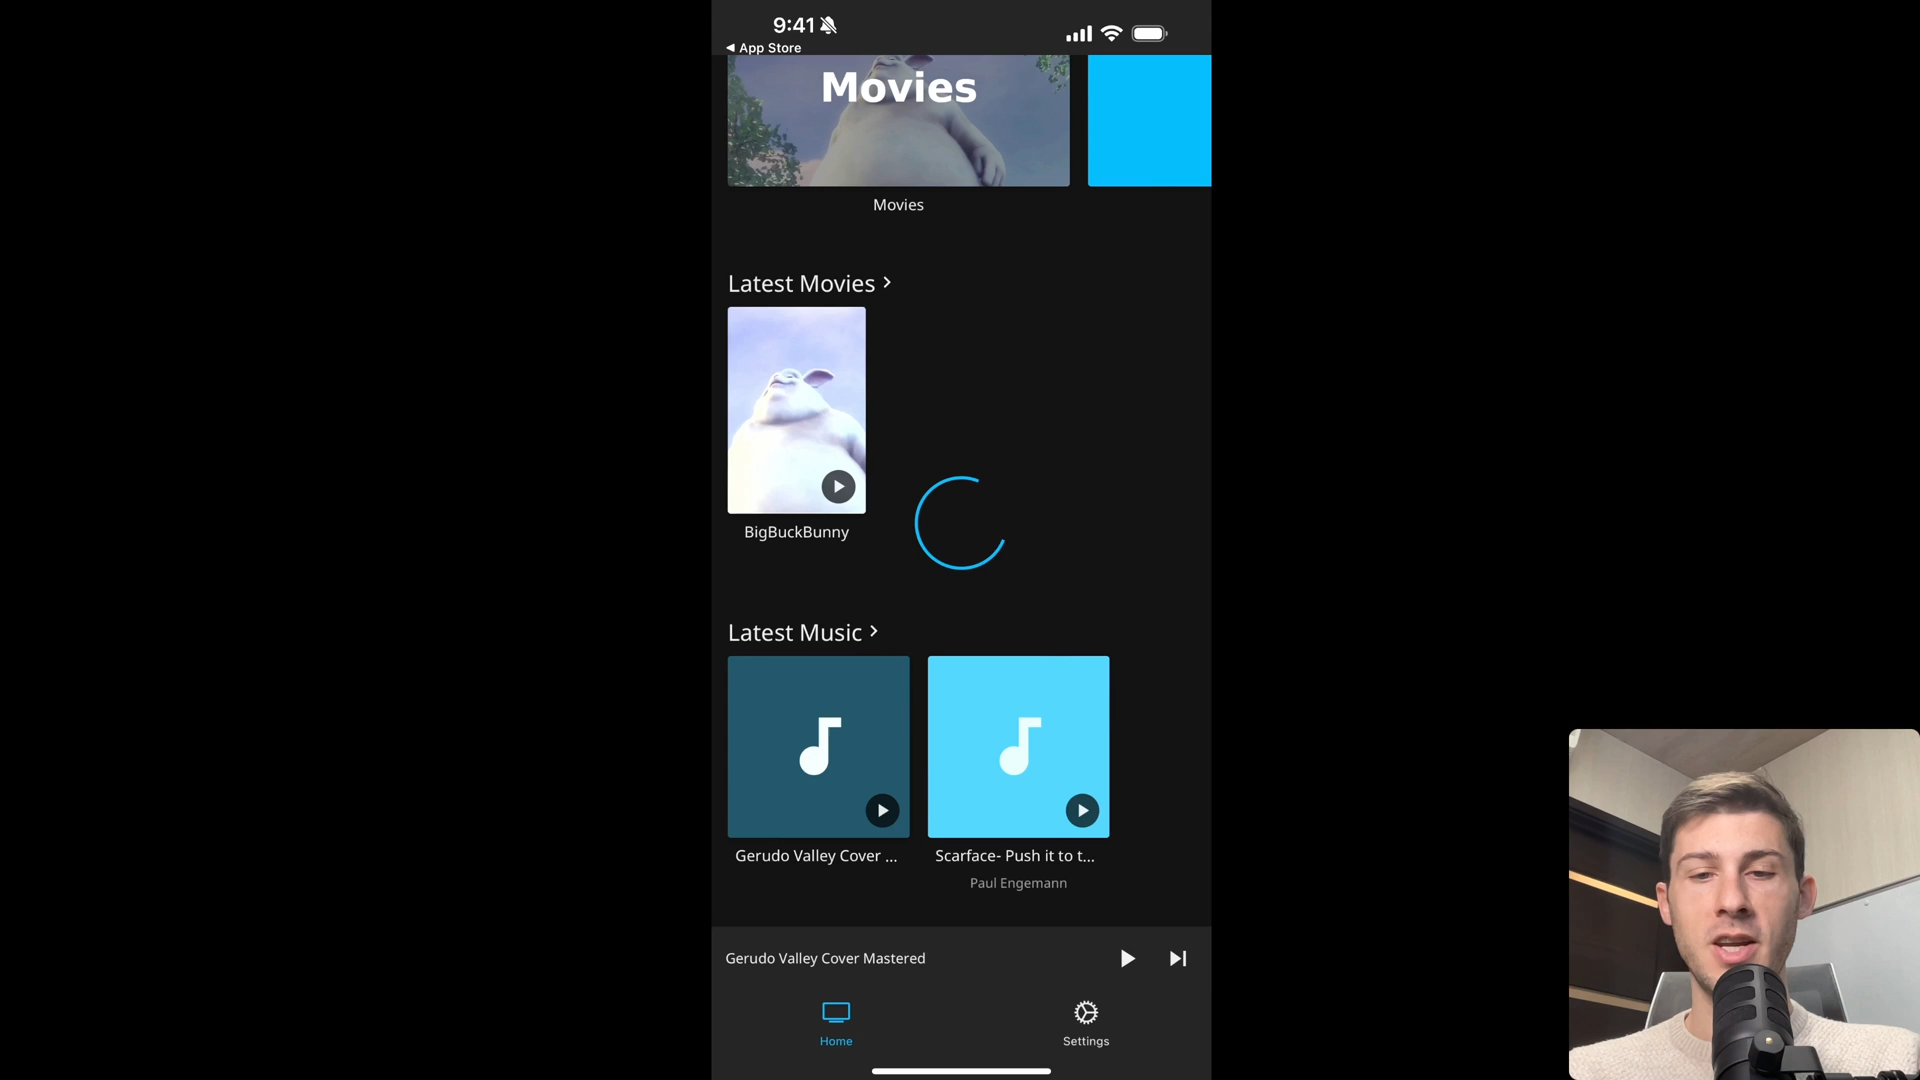 9:41
App Store
Movies
Movies
Latest Movies
BigBuckBunny
Latest Music
Gerudo Valley Cover ...
Scarface- Push it to t...
Paul Engemann
Gerudo Valley Cover Mastered
Home
Settings